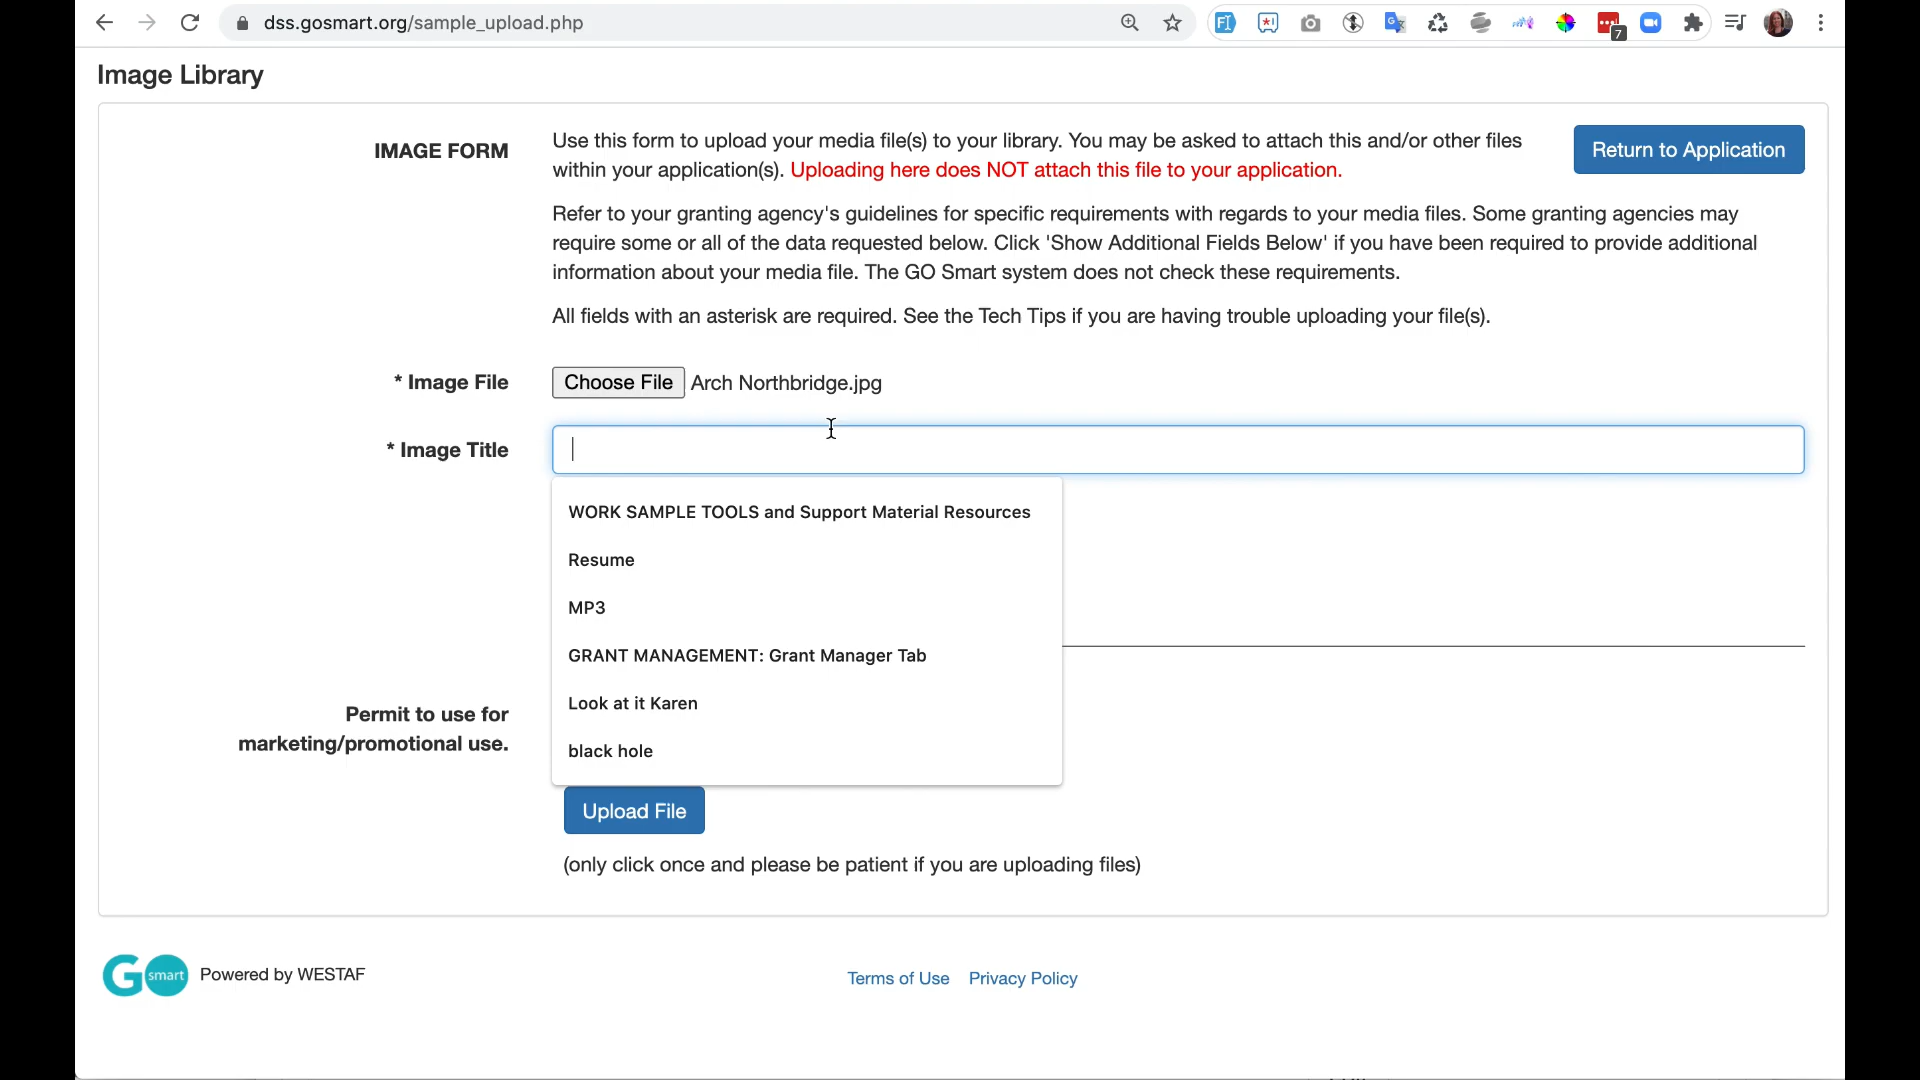 dss.gosmart.org/sample_upload.php
7
Image Library
IMAGE FORM
Use this form to upload your media file(s) to your library. You may be asked to attach this and/or other files
within your application(s). Uploading here does NOT attach this file to your application.
Return to Application
Refer to your granting agency's guidelines for specific requirements with regards to your media files. Some granting agencies may
require some or all of the data requested below. Click 'Show Additional Fields Below' if you have been required to provide additional
information about your media file. The GO Smart system does not check these requirements.
All fields with an asterisk are required. See the Tech Tips if you are having trouble uploading your file(s).
* Image File
Choose File Arch Northbridge.jpg
* Image Title
WORK SAMPLE TOOLS and Support Material Resources
Resume
MP3
GRANT MANAGEMENT: Grant Manager Tab
Look at it Karen
black hole
Permit to use for
marketing/promotional use.
Upload File
(only click once and please be patient if you are uploading files)
GO smart Powered by WESTAF
Terms of Use Privacy Policy